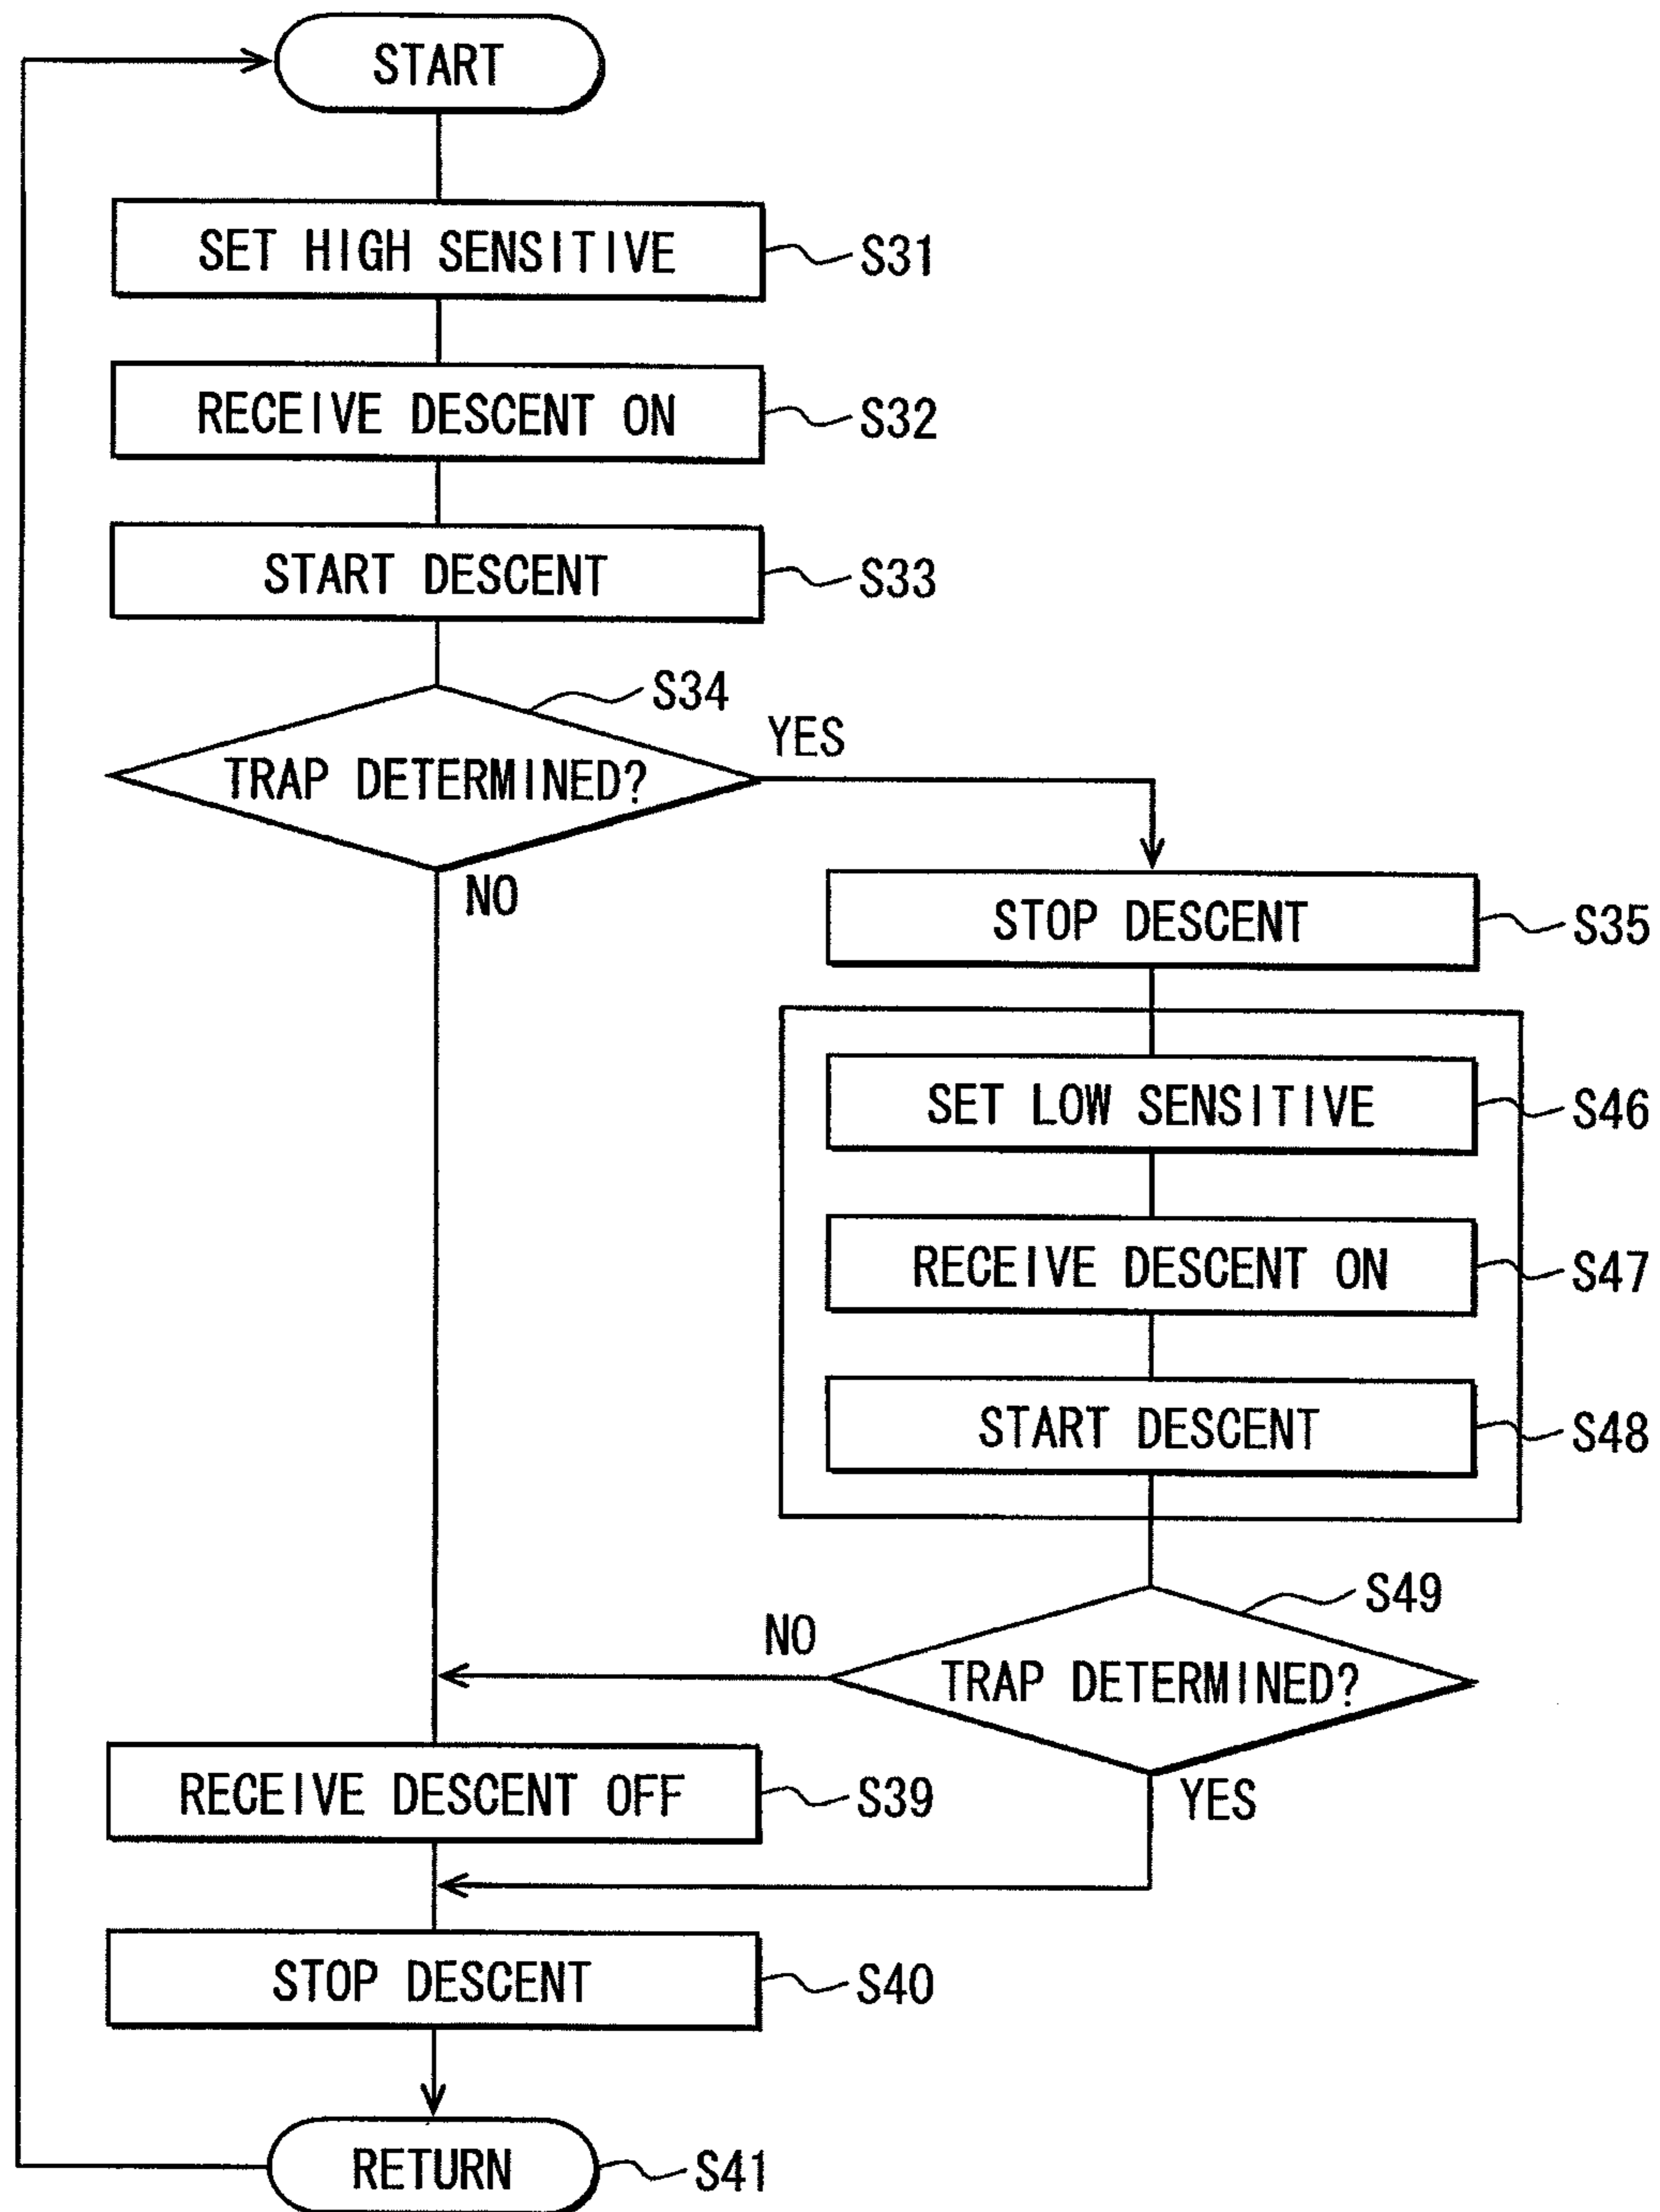 START
SET HIGH SENSITIVE
S31
RECEIVE DESCENT ON
S32
START DESCENT
S33
S34
TRAP DETERMINED?
YES
NO
STOP DESCENT
S35
SET LOW SENSITIVE
S46
RECEIVE DESCENT ON
S47
START DESCENT
S48
S49
TRAP DETERMINED?
NO
YES
RECEIVE DESCENT OFF
S39
STOP DESCENT
S40
RETURN
S41